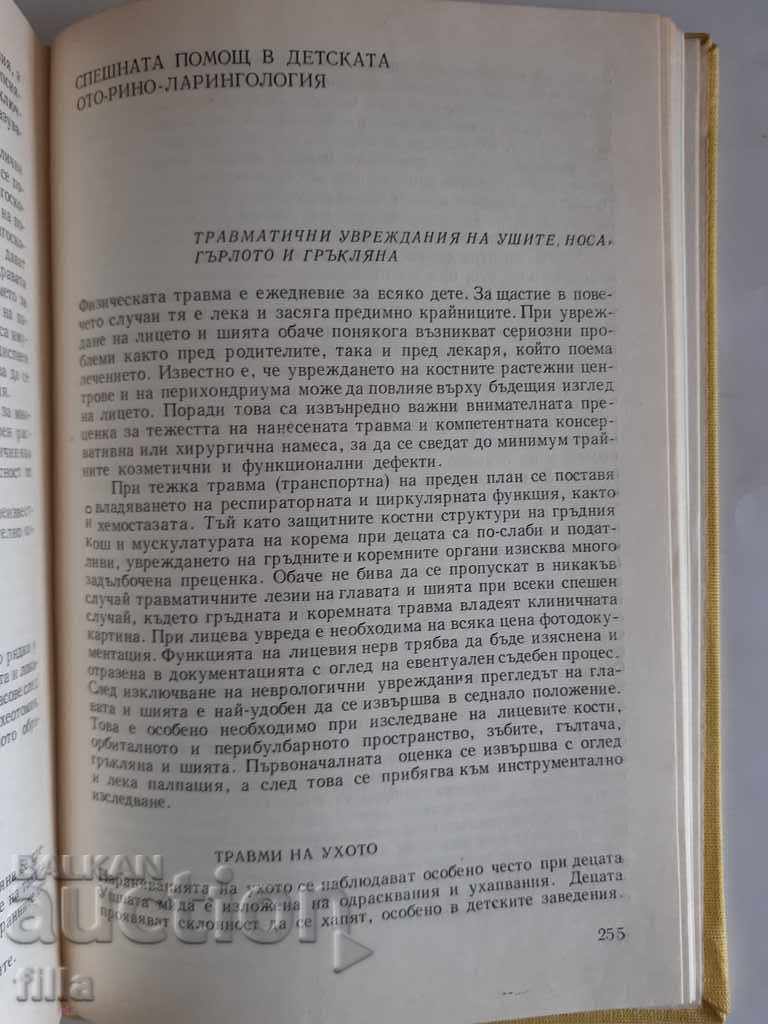 СПЕШНАТА ПОМОЩ В ДЕТСКАТА
ОТО-РИНО-ЛАРИНГОЛОГИЯ
ТРАВМАТИЧНИ УВРЕЖДАНИЯ НА УШИТЕ, НОСА,
ГЪРЛОТО И ГРЪКЛЯНА
Физическата травма е ежедневие за всяко дете. За щастие в пове-
чето случаи тя е лека и засяга предимно крайниците. При увреж-
дане на лицето и шията обаче понякога възникват сериозни про-
блеми както пред родителите, така и пред лекаря, който поема
лечението. Известно е, че увреждането на костните растежни цен-
трове и на перихондриума може да повлияе върху бъдещия изглед
на лицето. Поради това са извънредно важни внимателната пре-
ценка за тежестта на нанесената травма и компетентната консер-
вативна или хирургична намеса, за да се сведат до минимум трай-
ните козметични и функционални дефекти.
При тежка травма (транспортна) на преден план се поставя
овладяването на респираторната и циркулярната функция, както
и хемостазата. Тъй като защитните костни структури на гръдния
кош и мускулатурата на корема при децата са по-слаби и подат-
ливи, увреждането на гръдните и коремните органи изисква много
задълбочена преценка. Обаче не бива да се пропускат в никакъв
случай травматичните лезии на главата и шията при всеки спешен
случай, където гръдната и коремната травма владеят клиничната
картина. При лицева увреда е необходима на всяка цена фотодоку-
ментация. Функцията на лицевия нерв трябва да бъде изяснена и
отразена в документацията с оглед на евентуален съдебен процес.
След изключване на неврологични увреждания прегледът на гла-
вата и шията е най-удобен да се извършва в седнало положение.
Това е особено необходимо при изследване на лицевите кости,
орбиталното и перибулбарното пространство, зъбите, гълтача,
гръкляна и шията. Първоначалната оценка се извършва с оглед
и лека палпация, а след това се прибягва към инструментално
изследване.
ТРАВМИ НА УХОТО
Нараняванията на ухото се наблюдават особено често при децата
Ушната мида е изложена на одрасквания и ухапвания. Децата
проявяват склонност да се хапят, особено в детските заведения.
255
BALKAN
auction
filla